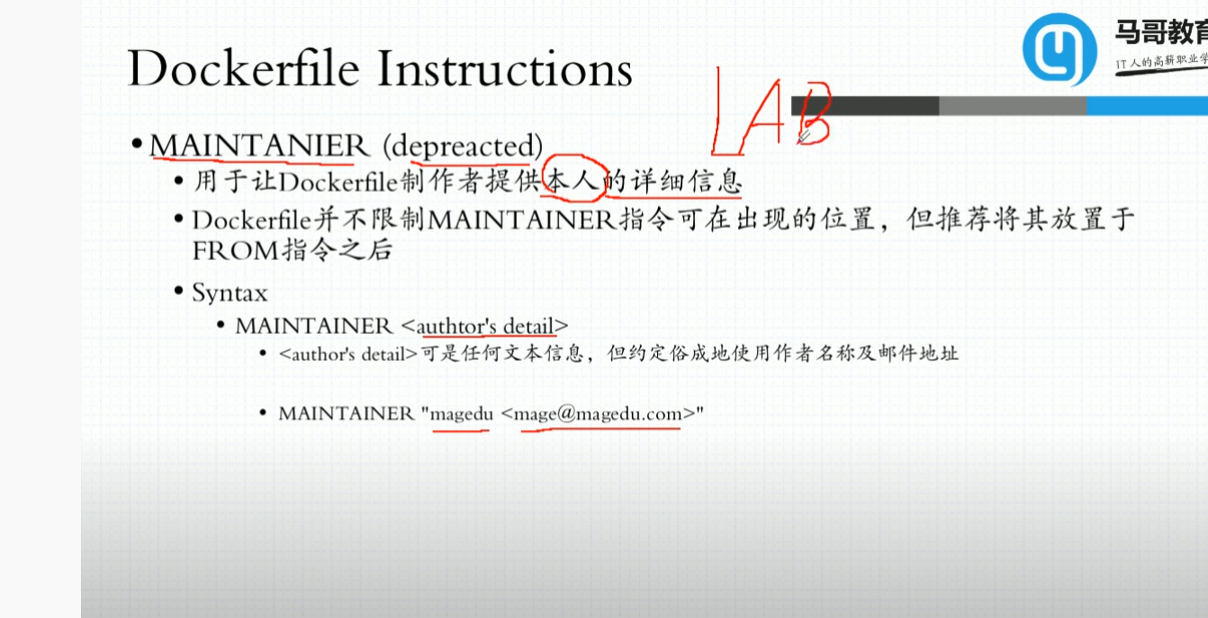 马哥教育
IT 人的高薪职业学
Dockerfile Instructions
LAB
•MAINTANIER (depreacted)
• 用于让Dockerfile制作者提供本人的详细信息
• Dockerfile并不限制MAINTAINER指令可在出现的位置，但推荐将其放置于
FROM指令之后
• Syntax
• MAINTAINER <authtor's detail>
• <author's detail>可是任何文本信息，但约定俗成地使用作者名称及邮件地址
• MAINTAINER "magedu <mage@magedu.com>"